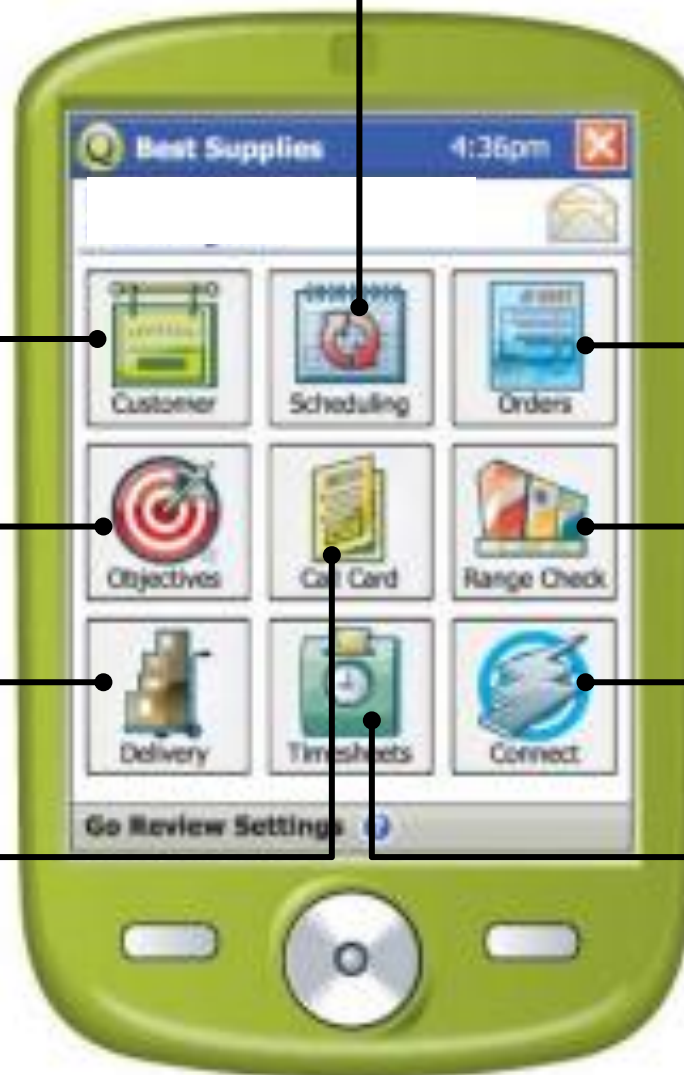 Best Supplies 4:36pm
Customer Scheduling Orders
Objectives Call Card Range Check
Delivery Timesheets Connect
Go Review Settings ?